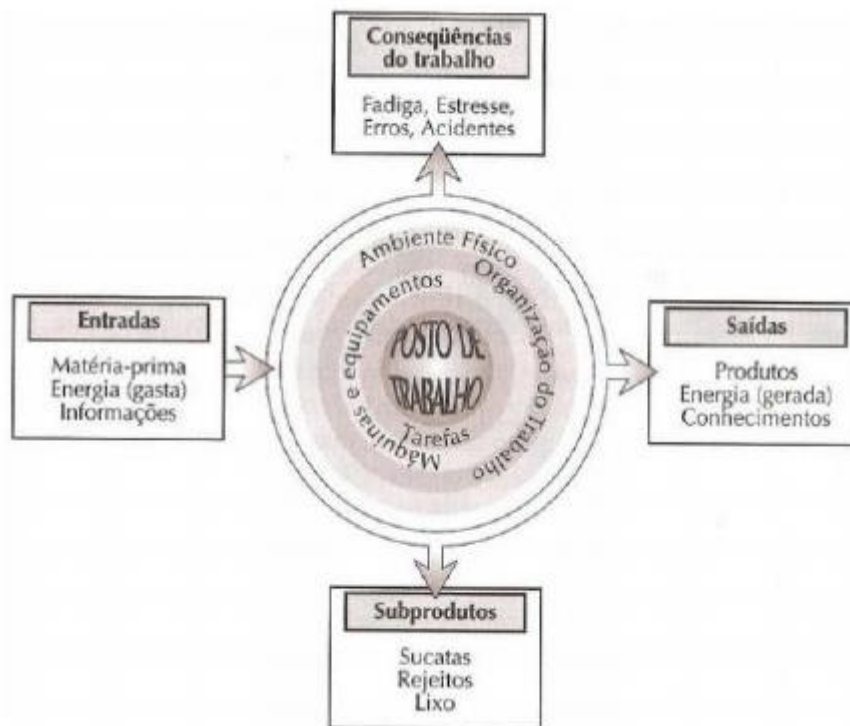 Conseqüências
do trabalho
Fadiga, Estresse,
Erros, Acidentes
Ambiente Físico
Organização do Trabalho
Máquinas e equipamentos
POSTO DE
TRABALHO
Tarefas
Entradas
Matéria-prima
Energia (gasta)
Informações
Saídas
Produtos
Energia (gerada)
Conhecimentos
Subprodutos
Sucatas
Rejeitos
Lixo